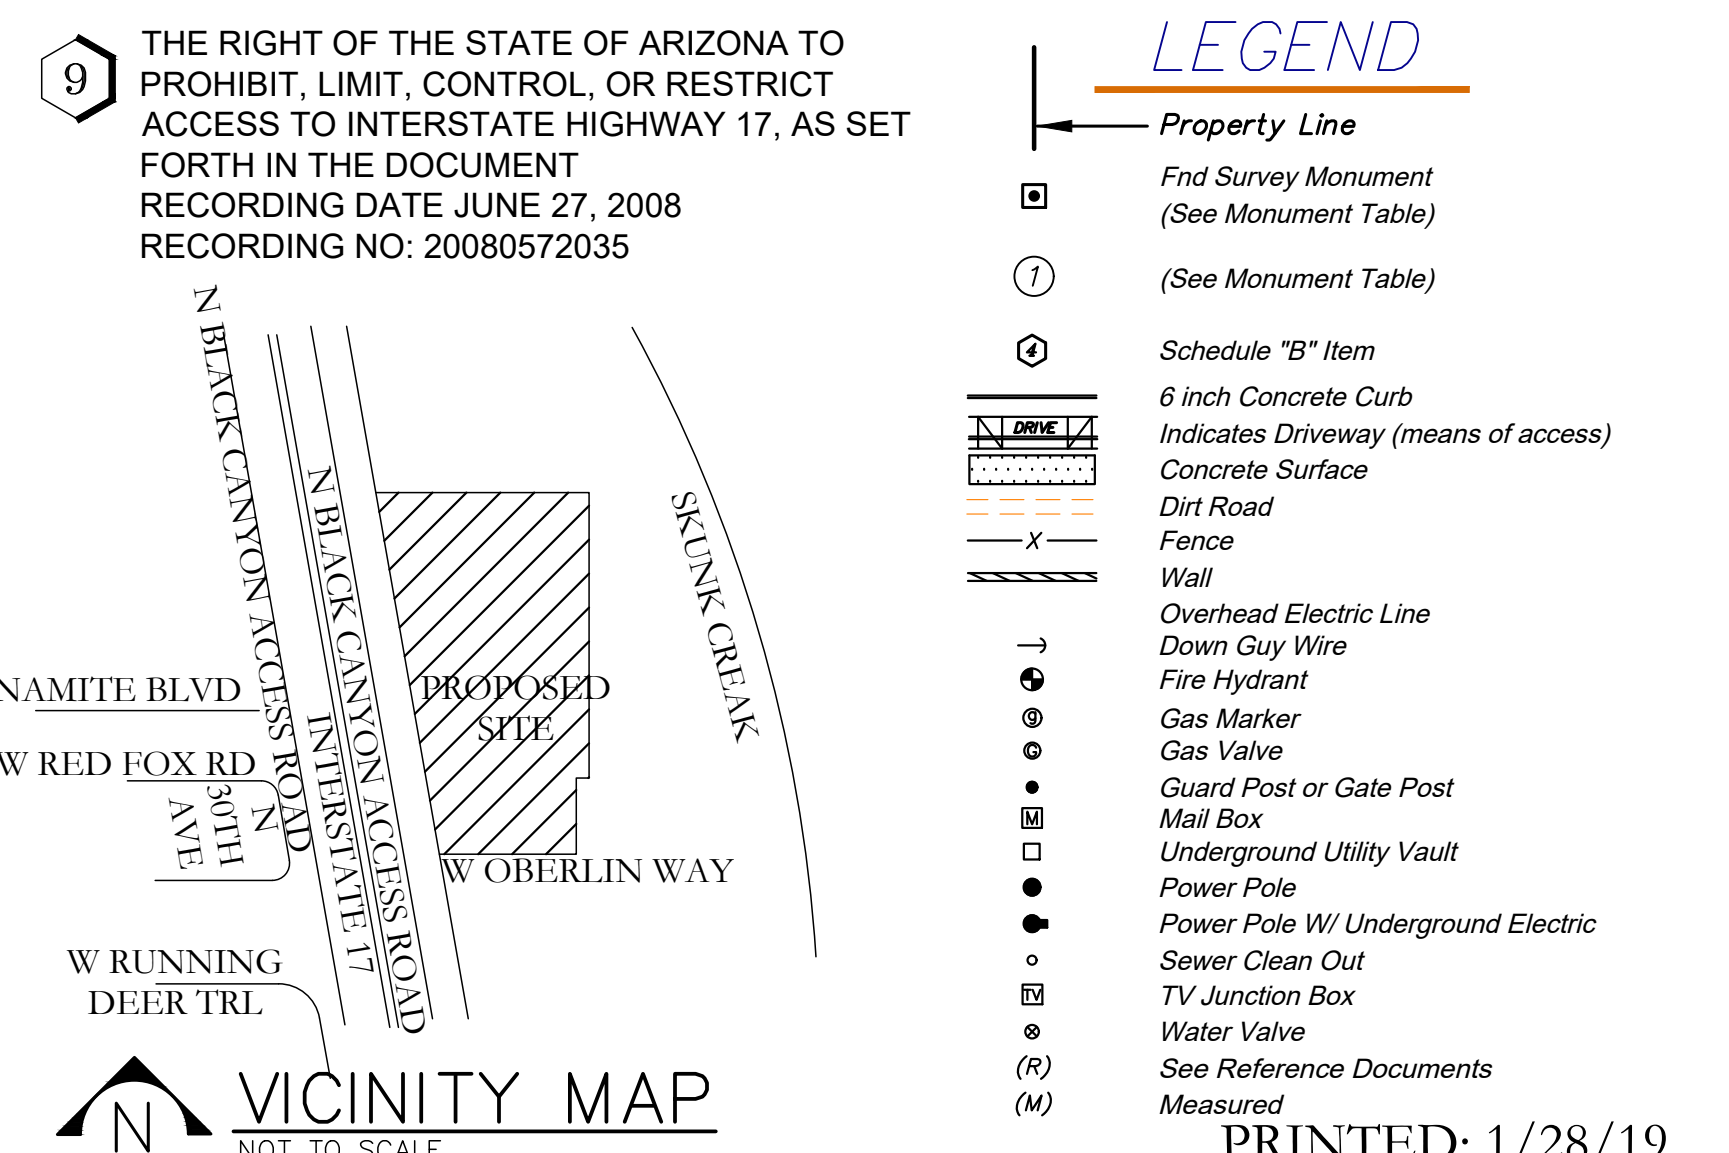 9
THE RIGHT OF THE STATE OF ARIZONA TO
PROHIBIT, LIMIT, CONTROL, OR RESTRICT
ACCESS TO INTERSTATE HIGHWAY 17, AS SET
FORTH IN THE DOCUMENT
RECORDING DATE JUNE 27, 2008
RECORDING NO: 20080572035
N BLACK CANYON ACCESS ROAD
N BLACK CANYON ACCESS ROAD
INTERSTATE 17
SKUNK CREAK
PROPOSED
SITE
NAMITE BLVD
W RED FOX RD
N
30TH
AVE
W OBERLIN WAY
W RUNNING
DEER TRL
N
VICINITY MAP
NOT TO SCALE
LEGEND
Property Line
Fnd Survey Monument
(See Monument Table)
1 (See Monument Table)
4 Schedule "B" Item
6 inch Concrete Curb
DRIVE Indicates Driveway (means of access)
Concrete Surface
Dirt Road
X Fence
Wall
Overhead Electric Line
Down Guy Wire
Fire Hydrant
g Gas Marker
G Gas Valve
Guard Post or Gate Post
M Mail Box
Underground Utility Vault
Power Pole
Power Pole W/ Underground Electric
Sewer Clean Out
TV TV Junction Box
Water Valve
(R) See Reference Documents
(M) Measured
PRINTED: 1/28/19